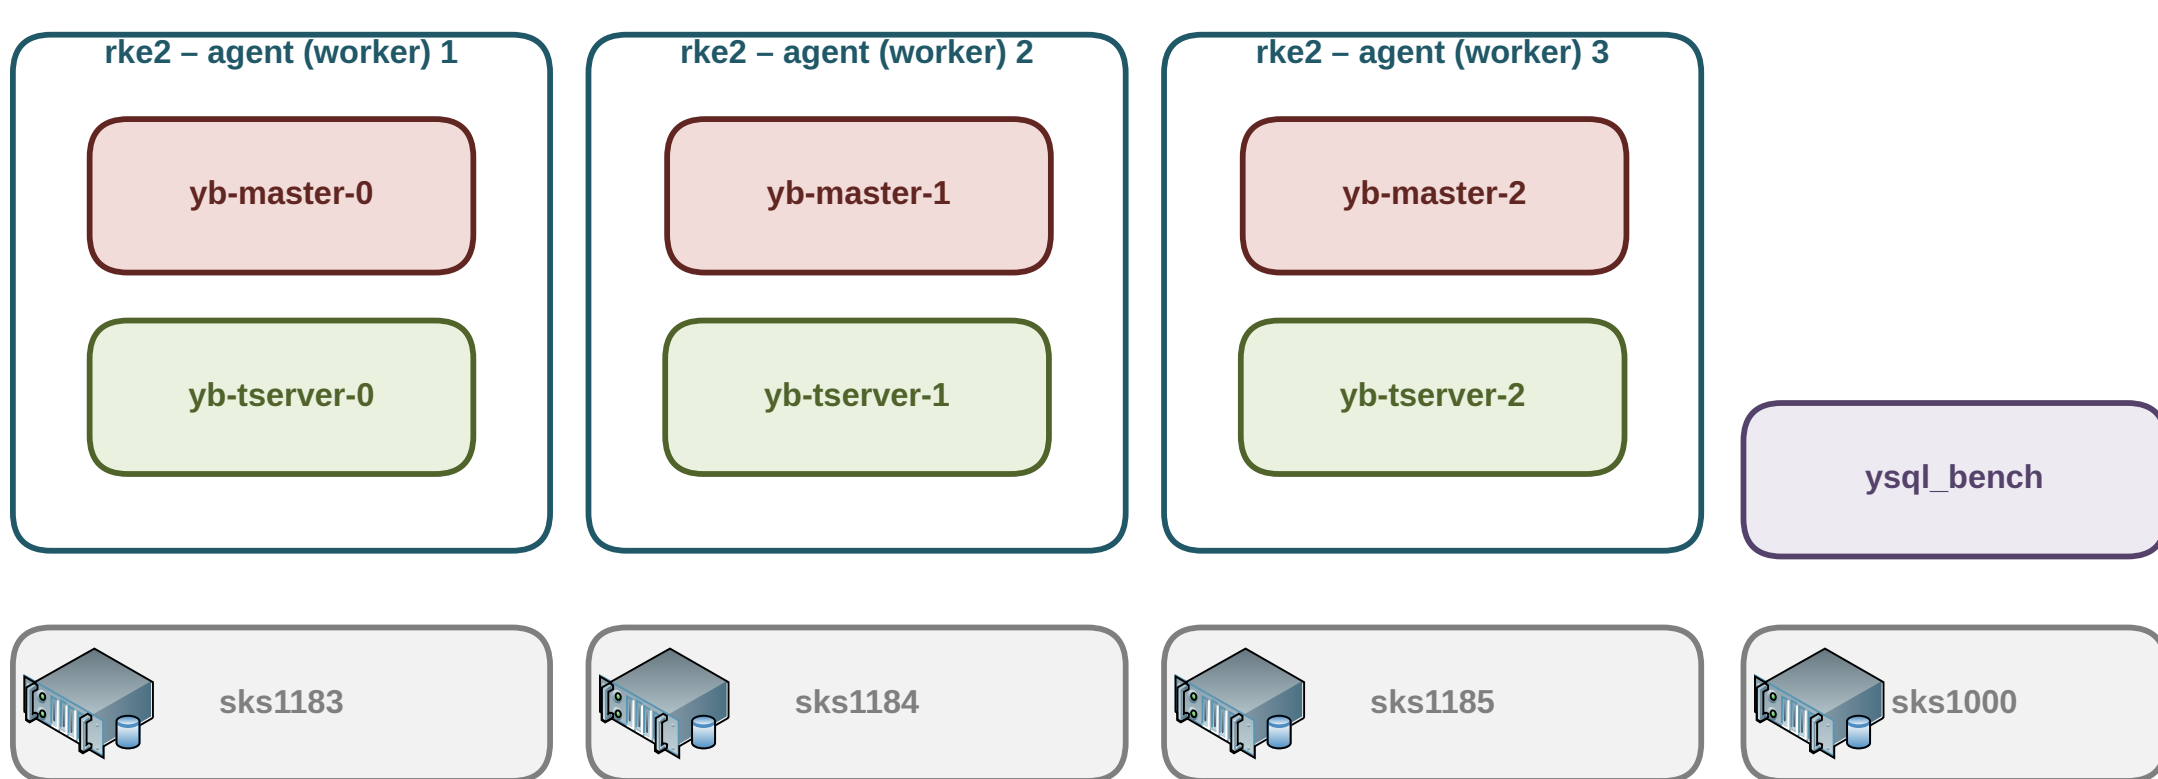 rke2 – agent (worker) 1
rke2 – agent (worker) 2
rke2 – agent (worker) 3
yb-master-0
yb-master-1
yb-master-2
yb-tserver-0
yb-tserver-1
yb-tserver-2
ysql_bench
sks1183
sks1184
sks1185
sks1000